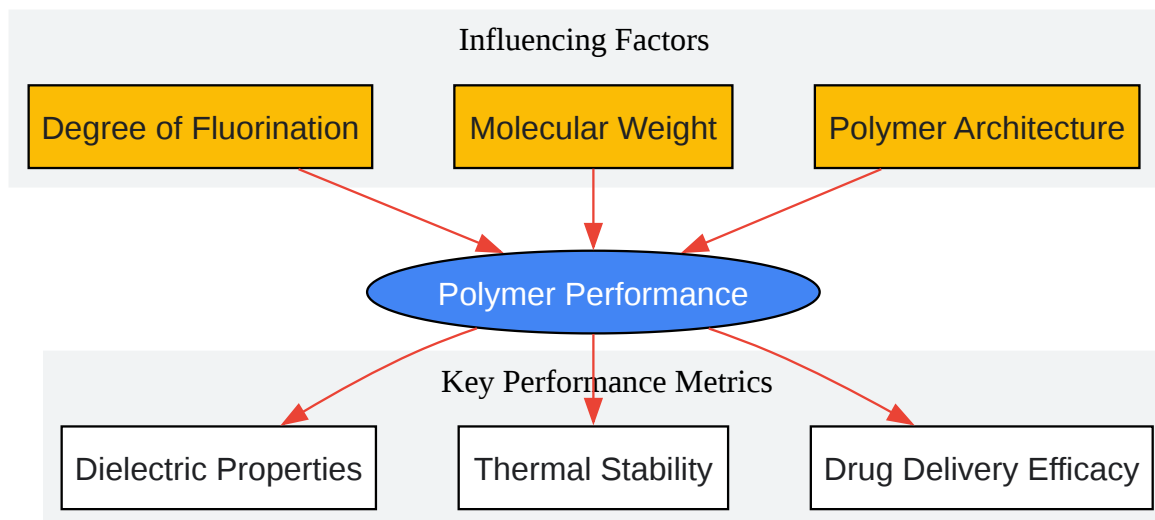 Influencing Factors
Degree of Fluorination
Molecular Weight
Polymer Architecture
Polymer Performance
Key Performance Metrics
Dielectric Properties
Thermal Stability
Drug Delivery Efficacy